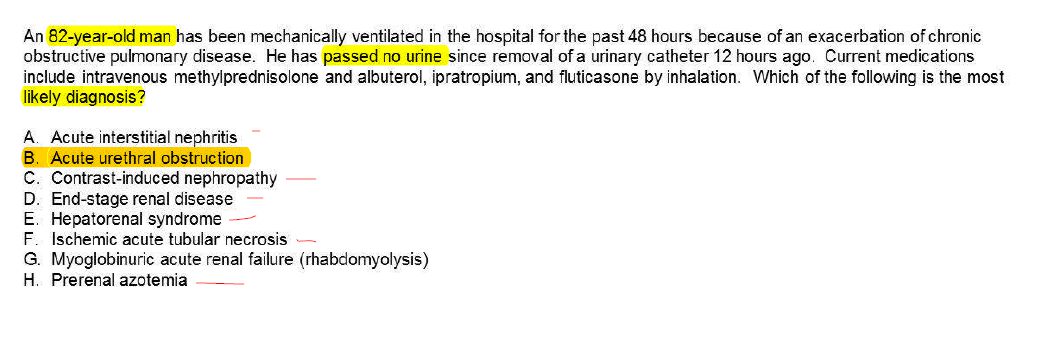 An 82-year-old man has been mechanically ventilated in the hospital for the past 48 hours because of an exacerbation of chronic
obstructive pulmonary disease. He has passed no urine since removal of a urinary catheter 12 hours ago. Current medications
include intravenous methylprednisolone and albuterol, ipratropium, and fluticasone by inhalation. Which of the following is the most
likely diagnosis?
A. Acute interstitial nephritis
B. Acute urethral obstruction
C. Contrast-induced nephropathy
D. End-stage renal disease
E. Hepatorenal syndrome
F. Ischemic acute tubular necrosis
G. Myoglobinuric acute renal failure (rhabdomyolysis)
H. Prerenal azotemia